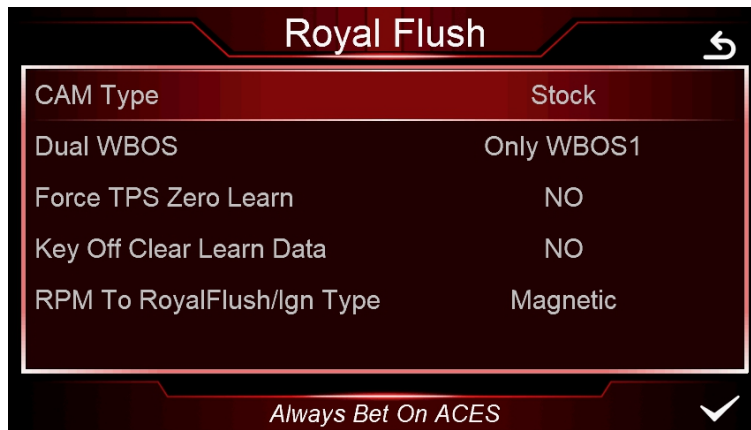 Royal Flush
CAM Type Stock
Dual WBOS Only WBOS1
Force TPS Zero Learn NO
Key Off Clear Learn Data NO
RPM To RoyalFlush/Ign Type Magnetic
Always Bet On ACES